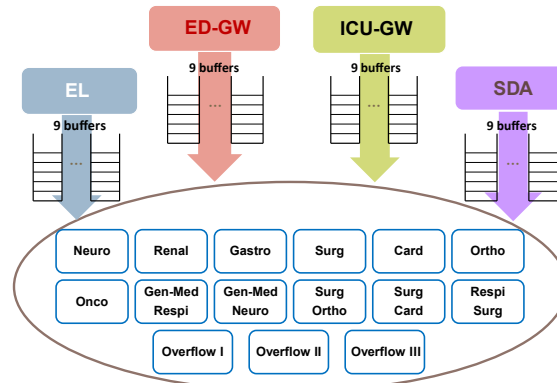 ED-GW
ICU-GW
EL
SDA
9 buffers
...
9 buffers
...
9 buffers
...
9 buffers
...
Neuro
Renal
Gastro
Surg
Card
Ortho
Onco
Gen-Med
Respi
Gen-Med
Neuro
Surg
Ortho
Surg
Card
Respi
Surg
Overflow I
Overflow II
Overflow III